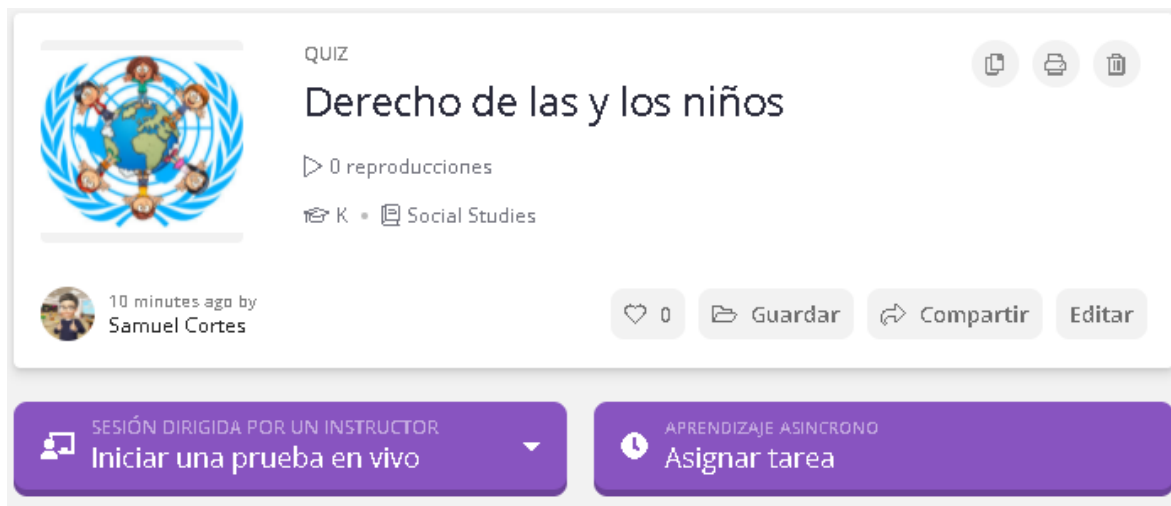 QUIZ
Derecho de las y los niños
0 reproducciones
K • Social Studies
10 minutes ago by
Samuel Cortes
0 Guardar Compartir Editar
SESIÓN DIRIGIDA POR UN INSTRUCTOR
Iniciar una prueba en vivo
APRENDIZAJE ASINCRONO
Asignar tarea